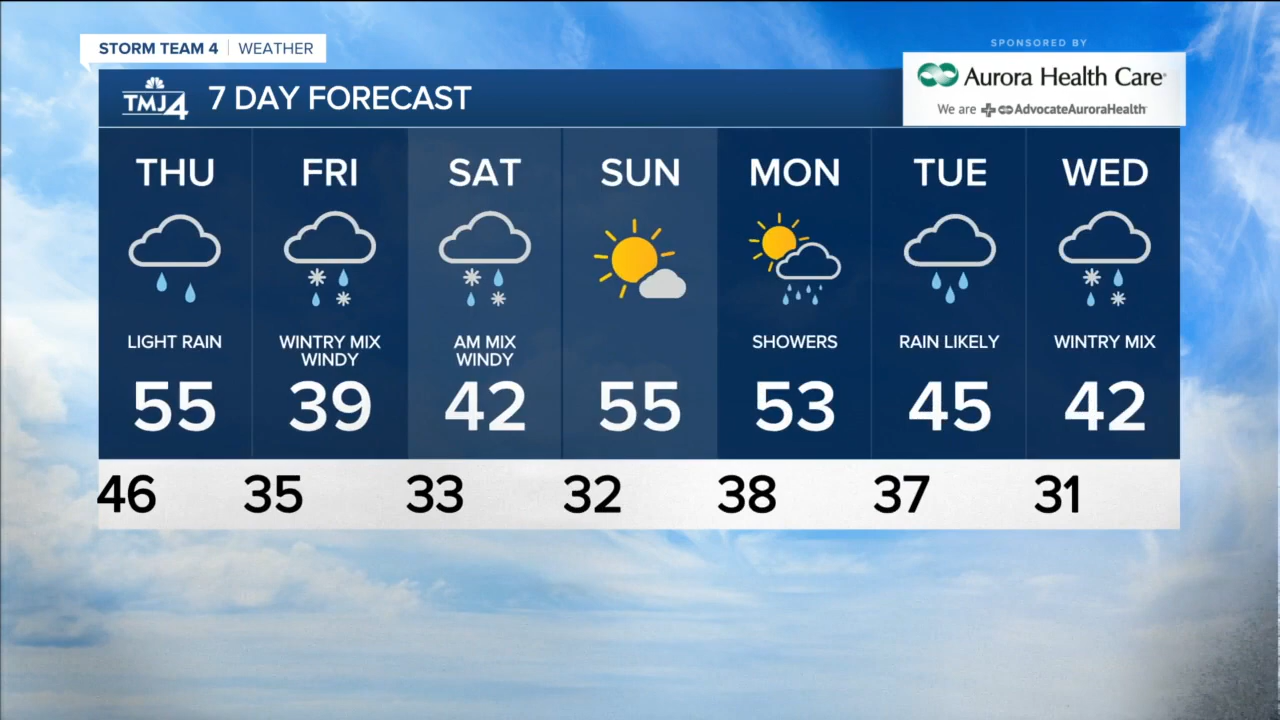 STORM TEAM 4 | WEATHER
SPONSORED BY
Aurora Health Care®
We are AdvocateAuroraHealth™
TMJ4 7 DAY FORECAST
THU FRI SAT SUN MON TUE WED
LIGHT RAIN WINTRY MIX AM MIX SHOWERS RAIN LIKELY WINTRY MIX
WINDY WINDY
55 39 42 55 53 45 42
46 35 33 32 38 37 31